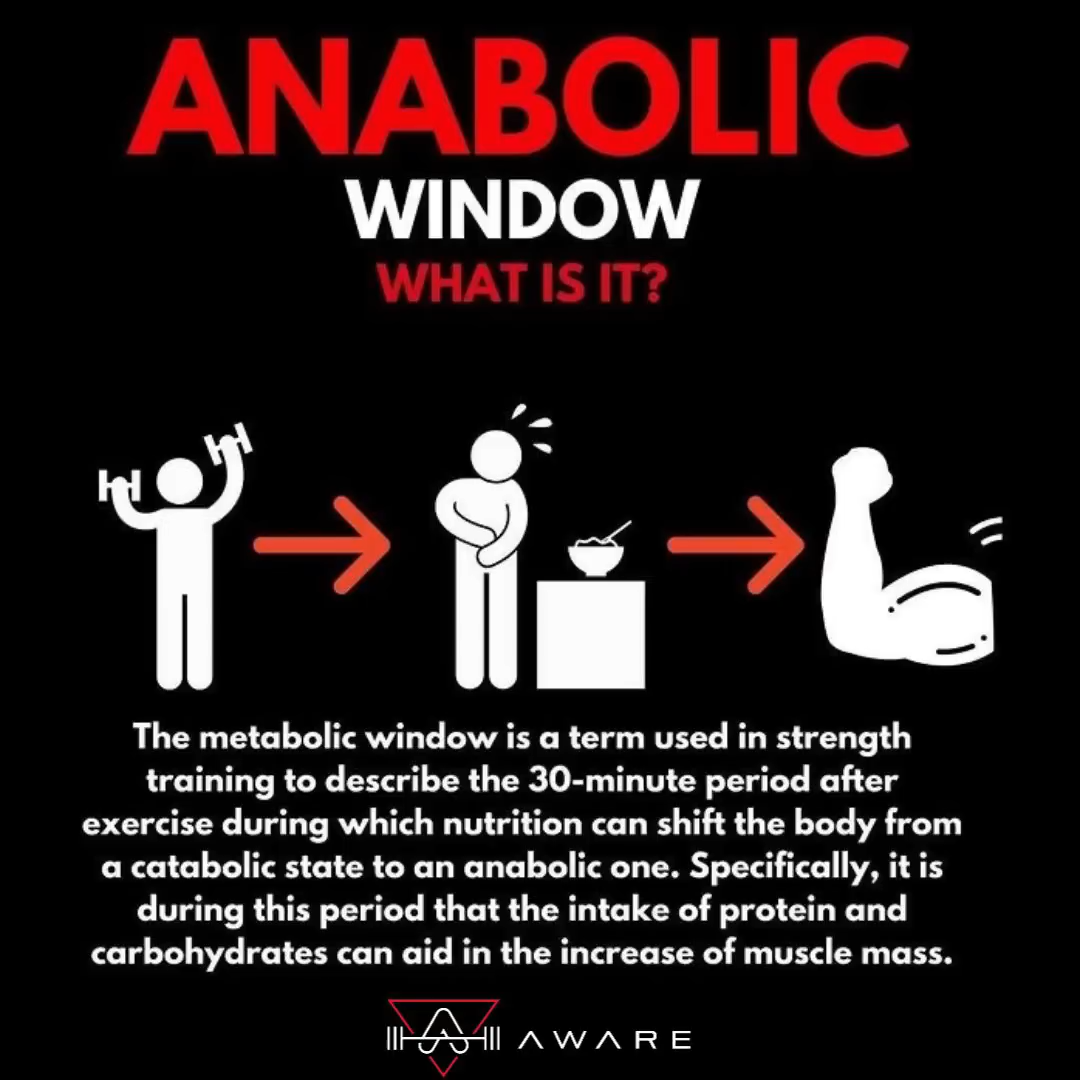 ANABOLIC
WINDOW
WHAT IS IT?
The metabolic window is a term used in strength
training to describe the 30-minute period after
exercise during which nutrition can shift the body from
a catabolic state to an anabolic one. Specifically, it is
during this period that the intake of protein and
carbohydrates can aid in the increase of muscle mass.
AWARE